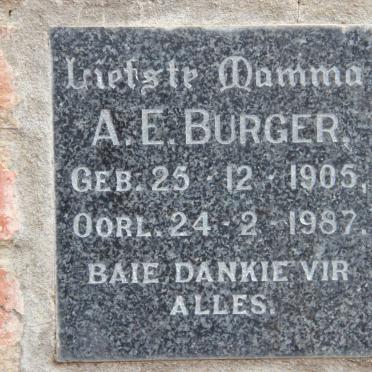 Liefste Mamma
A. E. BURGER.
GEB. 25 - 12 - 1905.
OORL. 24 - 2 - 1987.
BAIE DANKIE VIR
ALLES.